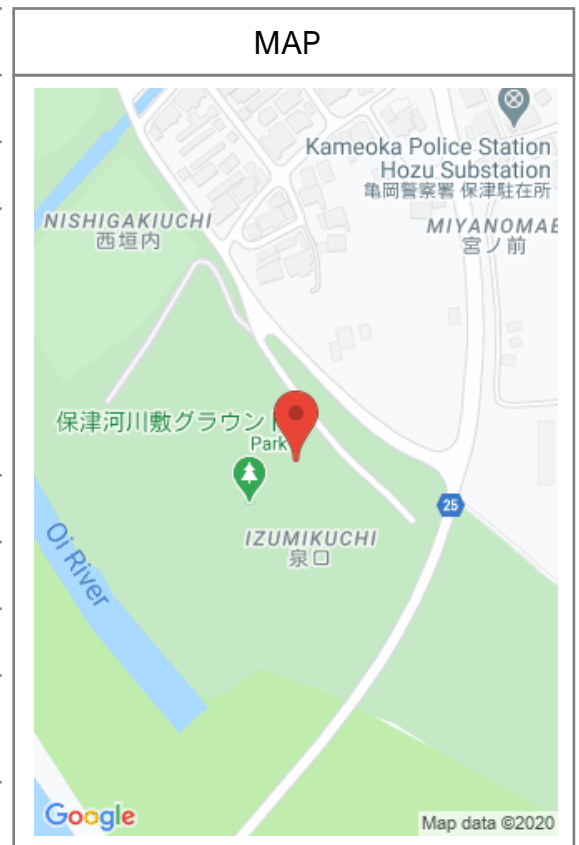 MAP
Kameoka Police Station
Hozu Substation
亀岡警察署 保津駐在所
NISHIGAKIUCHI
西垣内
MIYANOMAE
宮ノ前
保津河川敷グラウン
Park
25
IZUMIKUCHI
泉口
Oi River
Google
Map data ©2020